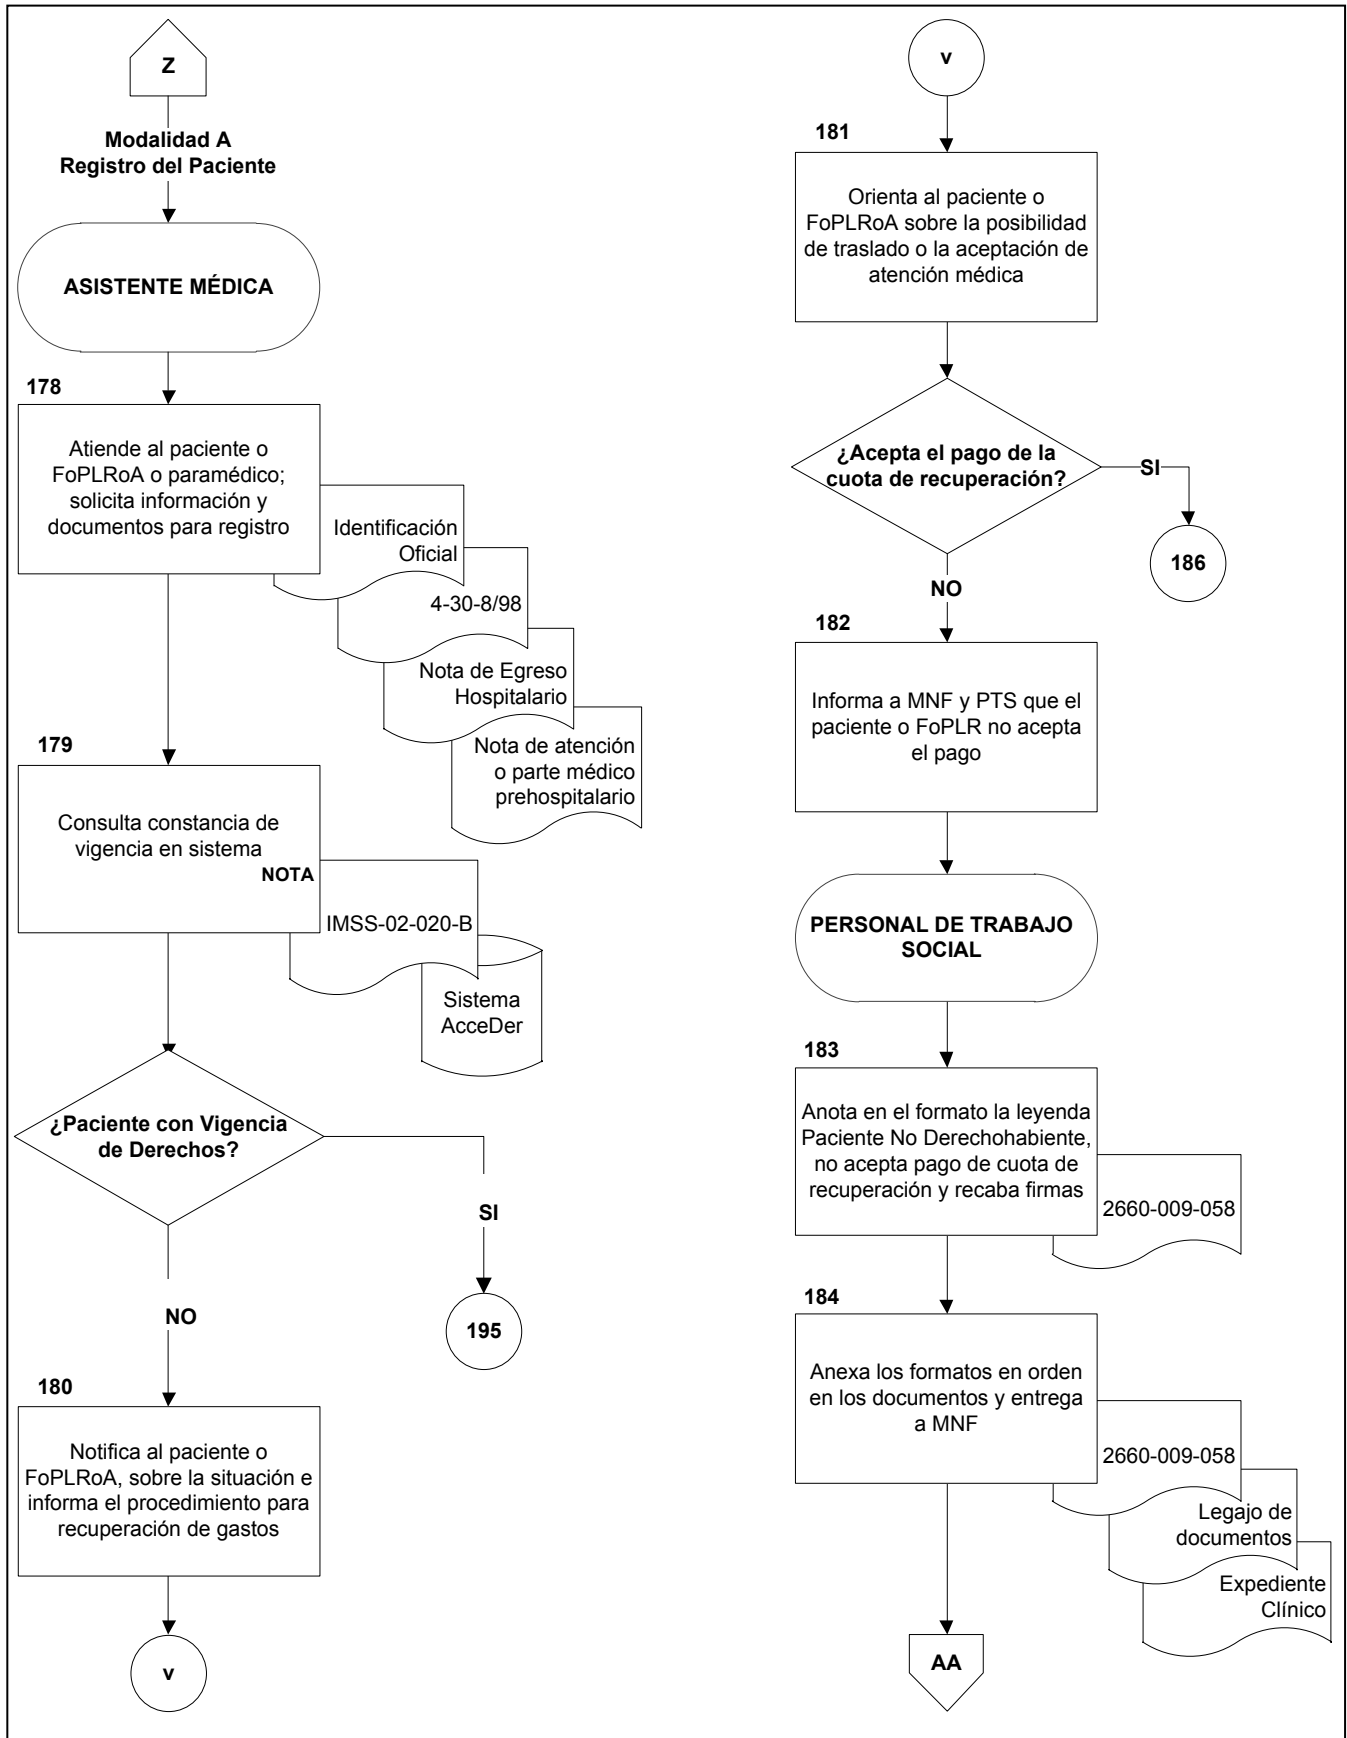 Z
Modalidad A
Registro del Paciente
ASISTENTE MÉDICA
178
Atiende al paciente o
FoPLRoA o paramédico;
solicita información y
documentos para registro
Identificación
Oficial
4-30-8/98
Nota de Egreso
Hospitalario
Nota de atención
o parte médico
prehospitalario
179
Consulta constancia de
vigencia en sistema
NOTA
IMSS-02-020-B
Sistema
AcceDer
¿Paciente con Vigencia
de Derechos?
SI
195
NO
180
Notifica al paciente o
FoPLRoA, sobre la situación e
informa el procedimiento para
recuperación de gastos
v
v
181
Orienta al paciente o
FoPLRoA sobre la posibilidad
de traslado o la aceptación de
atención médica
¿Acepta el pago de la
cuota de recuperación?
SI
186
NO
182
Informa a MNF y PTS que el
paciente o FoPLR no acepta
el pago
PERSONAL DE TRABAJO
SOCIAL
183
Anota en el formato la leyenda
Paciente No Derechohabiente,
no acepta pago de cuota de
recuperación y recaba firmas
2660-009-058
184
Anexa los formatos en orden
en los documentos y entrega
a MNF
2660-009-058
Legajo de
documentos
Expediente
Clínico
AA